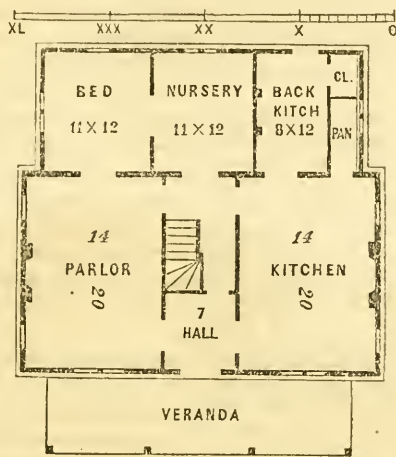 XL XXX XX X O
BED
11 X 12
NURSERY
11 X 12
BACK
KITCH
8 X 12
CL.
PAN
14
PARLOR
20
7
HALL
14
KITCHEN
20
VERANDA